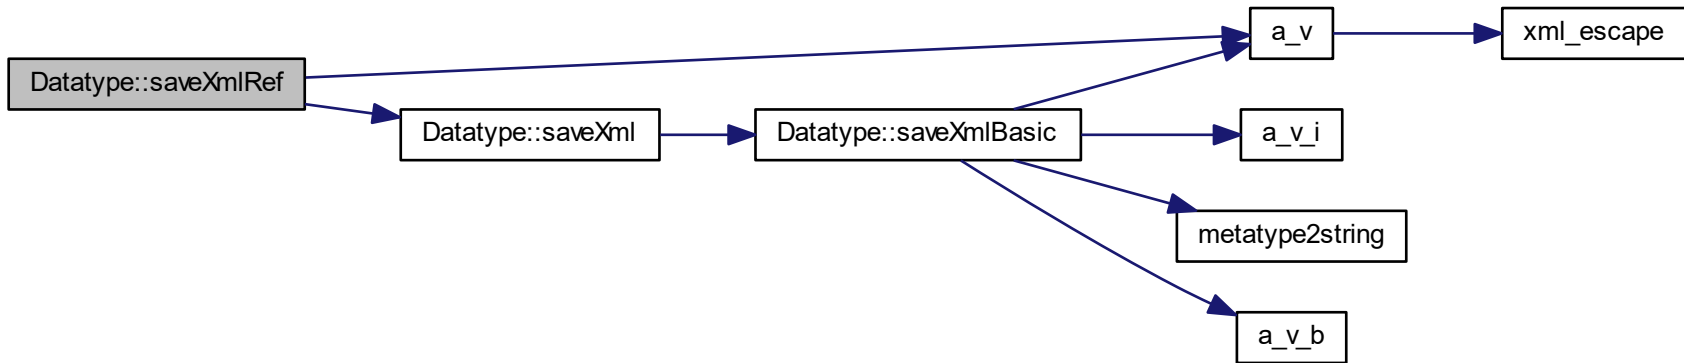 Datatype::saveXmlRef
a_v
xml_escape
Datatype::saveXml
Datatype::saveXmlBasic
a_v_i
metatype2string
a_v_b